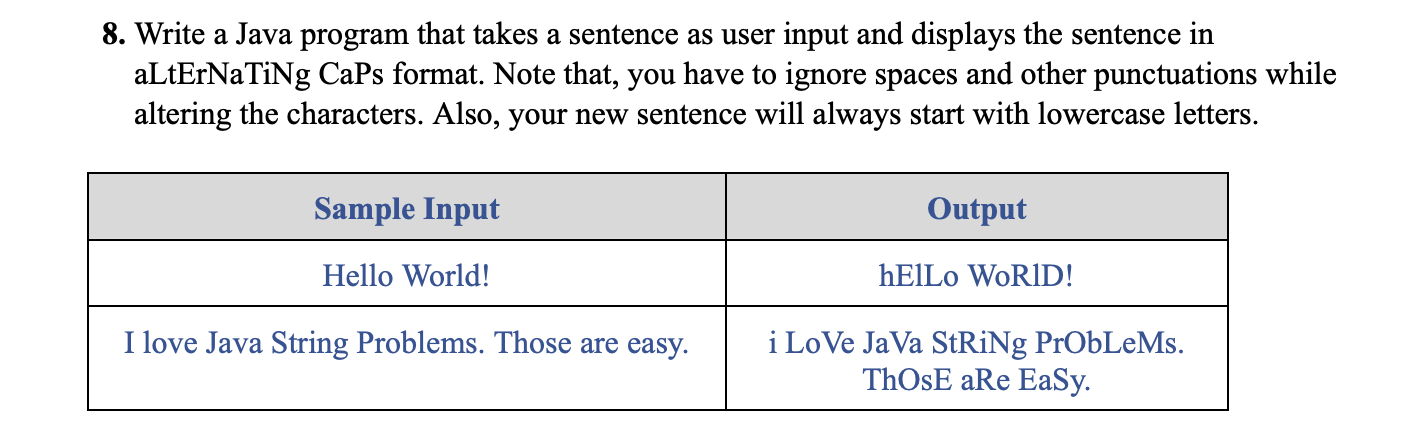 8. Write a Java program that takes a sentence as user input and displays the sentence in
aLtErNaTiNg CaPs format. Note that, you have to ignore spaces and other punctuations while
altering the characters. Also, your new sentence will always start with lowercase letters.
Sample Input
Output
Hello World!
hElLo WoRlD!
I love Java String Problems. Those are easy.
i LoVe JaVa StRiNg PrObLeMs.
ThOsE aRe EaSy.